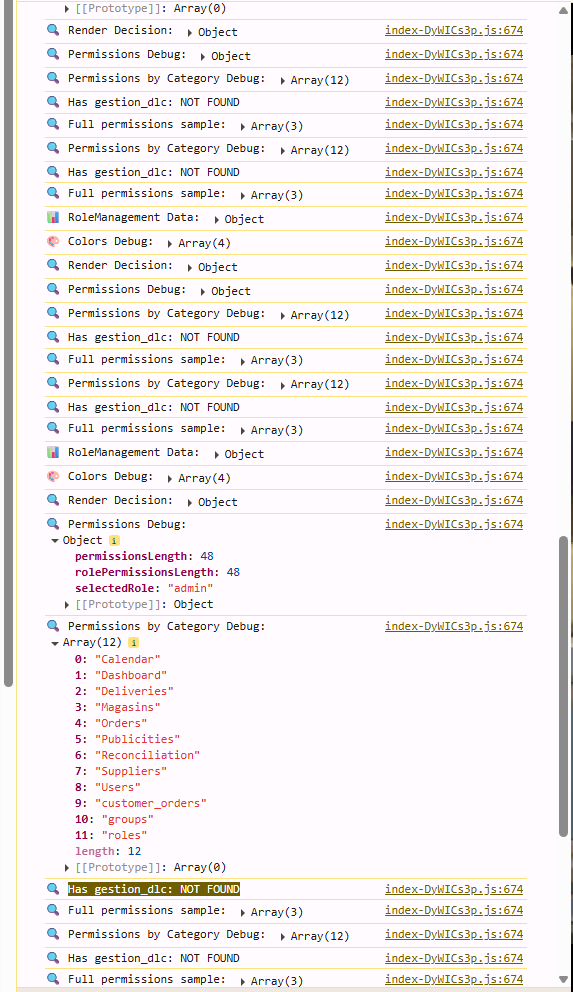 [[Prototype]]: Array(0)
Render Decision: Object index-DyWICs3p.js:674
Permissions Debug: Object index-DyWICs3p.js:674
Permissions by Category Debug: Array(12) index-DyWICs3p.js:674
Has gestion_dlc: NOT FOUND index-DyWICs3p.js:674
Full permissions sample: Array(3) index-DyWICs3p.js:674
Permissions by Category Debug: Array(12) index-DyWICs3p.js:674
Has gestion_dlc: NOT FOUND index-DyWICs3p.js:674
Full permissions sample: Array(3) index-DyWICs3p.js:674
RoleManagement Data: Object index-DyWICs3p.js:674
Colors Debug: Array(4) index-DyWICs3p.js:674
Render Decision: Object index-DyWICs3p.js:674
Permissions Debug: Object index-DyWICs3p.js:674
Permissions by Category Debug: Array(12) index-DyWICs3p.js:674
Has gestion_dlc: NOT FOUND index-DyWICs3p.js:674
Full permissions sample: Array(3) index-DyWICs3p.js:674
Permissions by Category Debug: Array(12) index-DyWICs3p.js:674
Has gestion_dlc: NOT FOUND index-DyWICs3p.js:674
Full permissions sample: Array(3) index-DyWICs3p.js:674
RoleManagement Data: Object index-DyWICs3p.js:674
Colors Debug: Array(4) index-DyWICs3p.js:674
Render Decision: Object index-DyWICs3p.js:674
Permissions Debug: index-DyWICs3p.js:674
Object i
permissionsLength: 48
rolePermissionsLength: 48
selectedRole: "admin"
[[Prototype]]: Object
Permissions by Category Debug: index-DyWICs3p.js:674
Array(12) i
0: "Calendar"
1: "Dashboard"
2: "Deliveries"
3: "Magasins"
4: "Orders"
5: "Publicities"
6: "Reconciliation"
7: "Suppliers"
8: "Users"
9: "customer_orders"
10: "groups"
11: "roles"
length: 12
[[Prototype]]: Array(0)
Has gestion_dlc: NOT FOUND index-DyWICs3p.js:674
Full permissions sample: Array(3) index-DyWICs3p.js:674
Permissions by Category Debug: Array(12) index-DyWICs3p.js:674
Has gestion_dlc: NOT FOUND index-DyWICs3p.js:674
Full permissions sample: Array(3) index-DyWICs3p.js:674